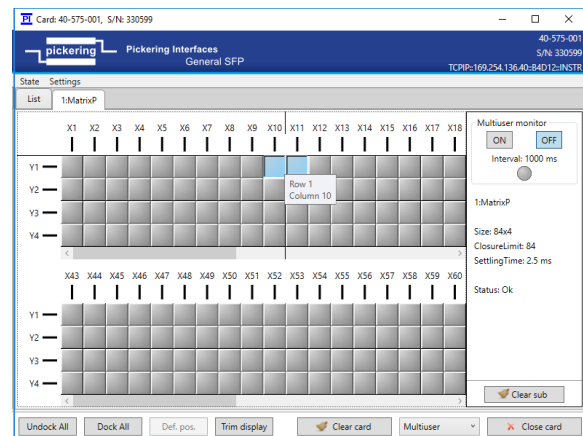 PI Card: 40-575-001, S/N: 330599
pickering Pickering Interfaces
General SFP
40-575-001
S/N: 330599
TCPIP::169.254.136.40::B4D12::INSTR
State Settings
List 1:MatrixP
X1 X2 X3 X4 X5 X6 X7 X8 X9 X10 X11 X12 X13 X14 X15 X16 X17 X18
Y1
Y2
Y3
Y4
Row 1
Column 10
X43 X44 X45 X46 X47 X48 X49 X50 X51 X52 X53 X54 X55 X56 X57 X58 X59 X60
Y1
Y2
Y3
Y4
Multiuser monitor
ON OFF
Interval: 1000 ms
1:MatrixP
Size: 84x4
ClosureLimit: 84
SettlingTime: 2.5 ms
Status: Ok
Clear sub
Undock All Dock All Def. pos. Trim display Clear card Multiuser Close card